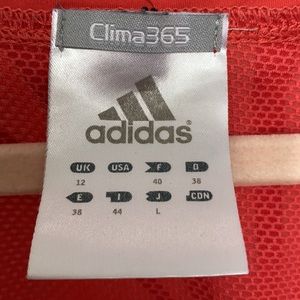 Clima365
adidas®
UK USA F D
12 40 38
E I J CDN
38 44 L